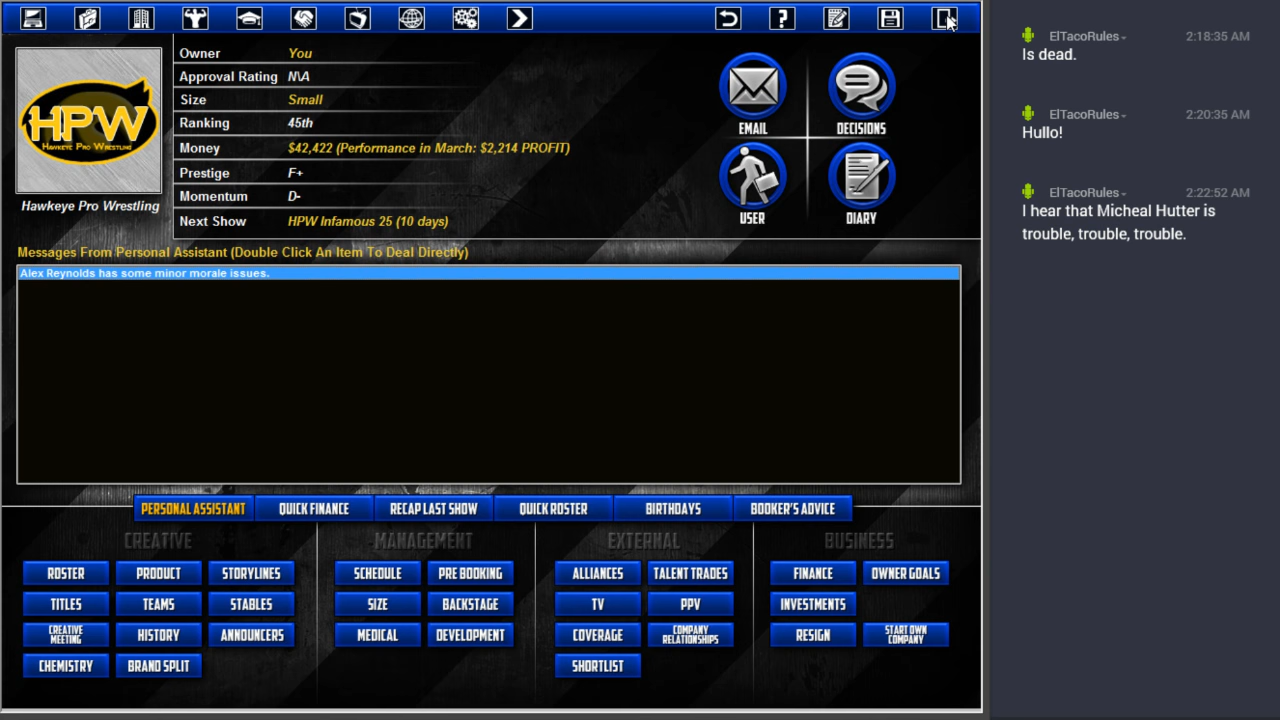 HPW
HAWKEYE PRO WRESTLING
Hawkeye Pro Wrestling
Owner You
Approval Rating N\A
Size Small
Ranking 45th
Money $42,422 (Performance in March: $2,214 PROFIT)
Prestige F+
Momentum D-
Next Show HPW Infamous 25 (10 days)
EMAIL DECISIONS
USER DIARY
Messages From Personal Assistant (Double Click An Item To Deal Directly)
Alex Reynolds has some minor morale issues.
PERSONAL ASSISTANT QUICK FINANCE RECAP LAST SHOW QUICK ROSTER BIRTHDAYS BOOKER'S ADVICE
CREATIVE MANAGEMENT EXTERNAL BUSINESS
ROSTER PRODUCT STORYLINES SCHEDULE PRE BOOKING ALLIANCES TALENT TRADES FINANCE OWNER GOALS
TITLES TEAMS STABLES SIZE BACKSTAGE TV PPV INVESTMENTS
CREATIVE MEETING HISTORY ANNOUNCERS MEDICAL DEVELOPMENT COVERAGE COMPANY RELATIONSHIPS RESIGN START OWN COMPANY
CHEMISTRY BRAND SPLIT SHORTLIST
ElTacoRules 2:18:35 AM
Is dead.
ElTacoRules 2:20:35 AM
Hullo!
ElTacoRules 2:22:52 AM
I hear that Micheal Hutter is
trouble, trouble, trouble.